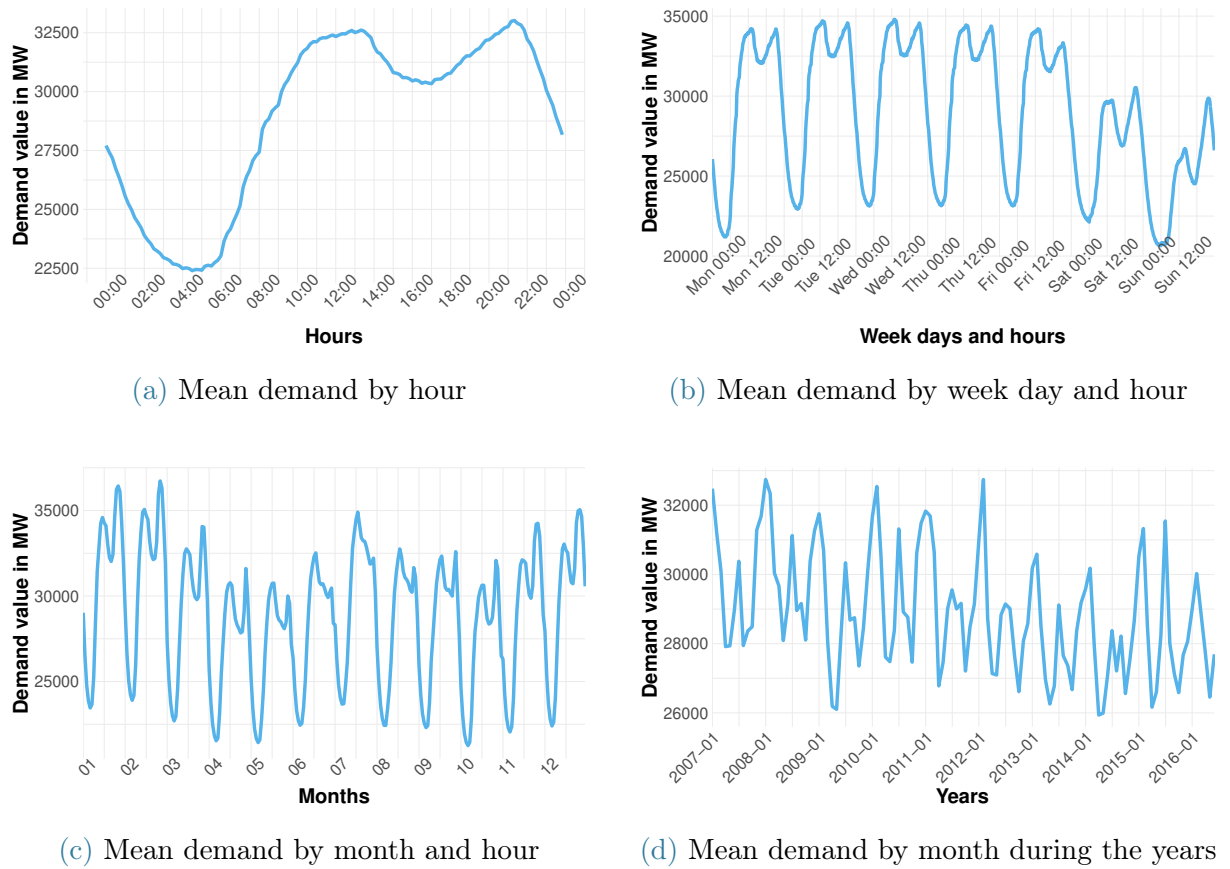 Demand value in MW
32500
30000
27500
25000
22500
00:00
02:00
04:00
06:00
08:00
10:00
12:00
14:00
16:00
18:00
20:00
22:00
00:00
Hours
(a) Mean demand by hour
Demand value in MW
35000
30000
25000
20000
Mon 00:00
Mon 12:00
Tue 00:00
Tue 12:00
Wed 00:00
Wed 12:00
Thu 00:00
Thu 12:00
Fri 00:00
Fri 12:00
Sat 00:00
Sat 12:00
Sun 00:00
Sun 12:00
Week days and hours
(b) Mean demand by week day and hour
Demand value in MW
35000
30000
25000
01
02
03
04
05
06
07
08
09
10
11
12
Months
(c) Mean demand by month and hour
Demand value in MW
32000
30000
28000
26000
2007–01
2008–01
2009–01
2010–01
2011–01
2012–01
2013–01
2014–01
2015–01
2016–01
Years
(d) Mean demand by month during the years